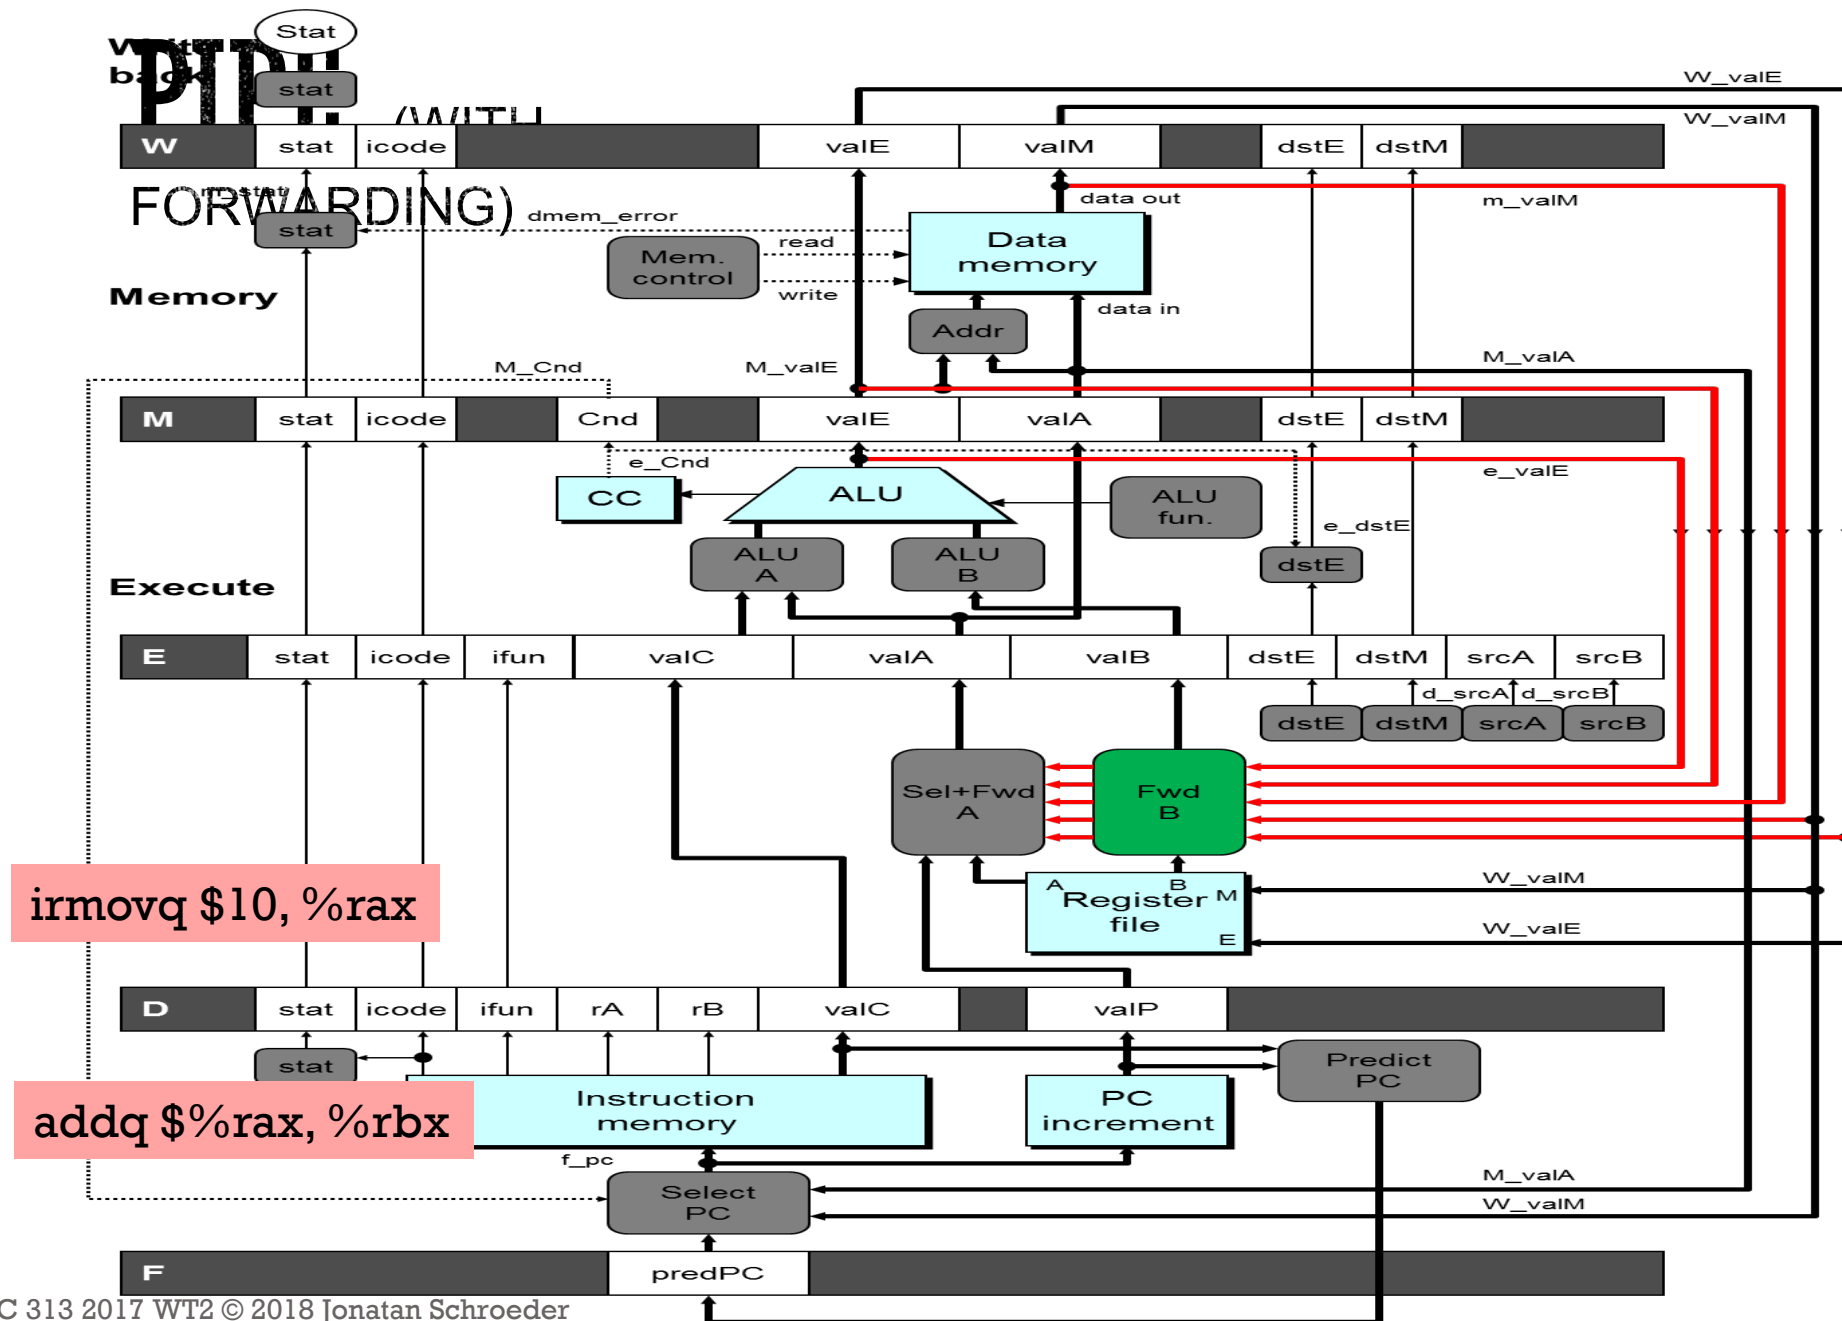 Stat
Write
back
PIPE (WITH
FORWARDING)
stat
W_valE
W_valM
W stat icode valE valM dstE dstM
m_stat
data out
m_valM
stat
dmem_error
read
Mem.
control
write
Data
memory
Memory
data in
Addr
M_Cnd
M_valE
M_valA
M stat icode Cnd valE valA dstE dstM
e_Cnd
e_valE
CC
ALU
ALU
fun.
e_dstE
ALU
A
ALU
B
dstE
Execute
E stat icode ifun valC valA valB dstE dstM srcA srcB
d_srcA d_srcB
dstE dstM srcA srcB
Sel+Fwd
A
Fwd
B
irmovq $10, %rax
A B
Register M
file
E
W_valM
W_valE
D stat icode ifun rA rB valC valP
stat
Predict
PC
addq $%rax, %rbx
Instruction
memory
PC
increment
f_pc
Select
PC
M_valA
W_valM
F predPC
C 313 2017 WT2 © 2018 Jonatan Schroeder